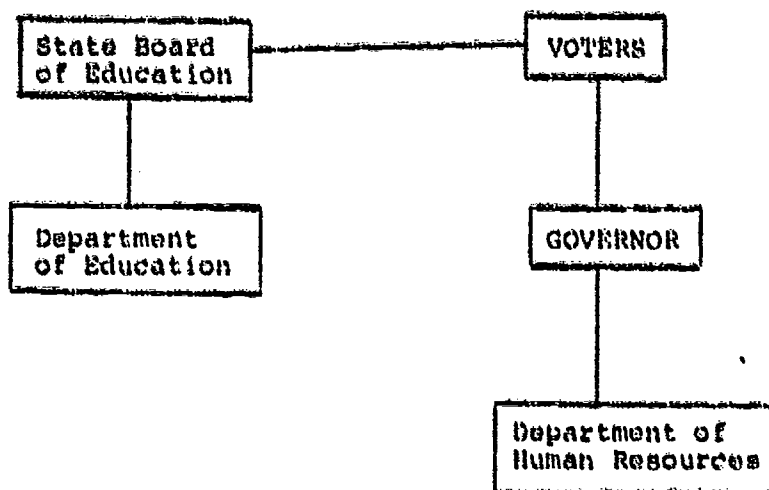 State Board
of Education
VOTERS
Department
of Education
GOVERNOR
Department of
Human Resources